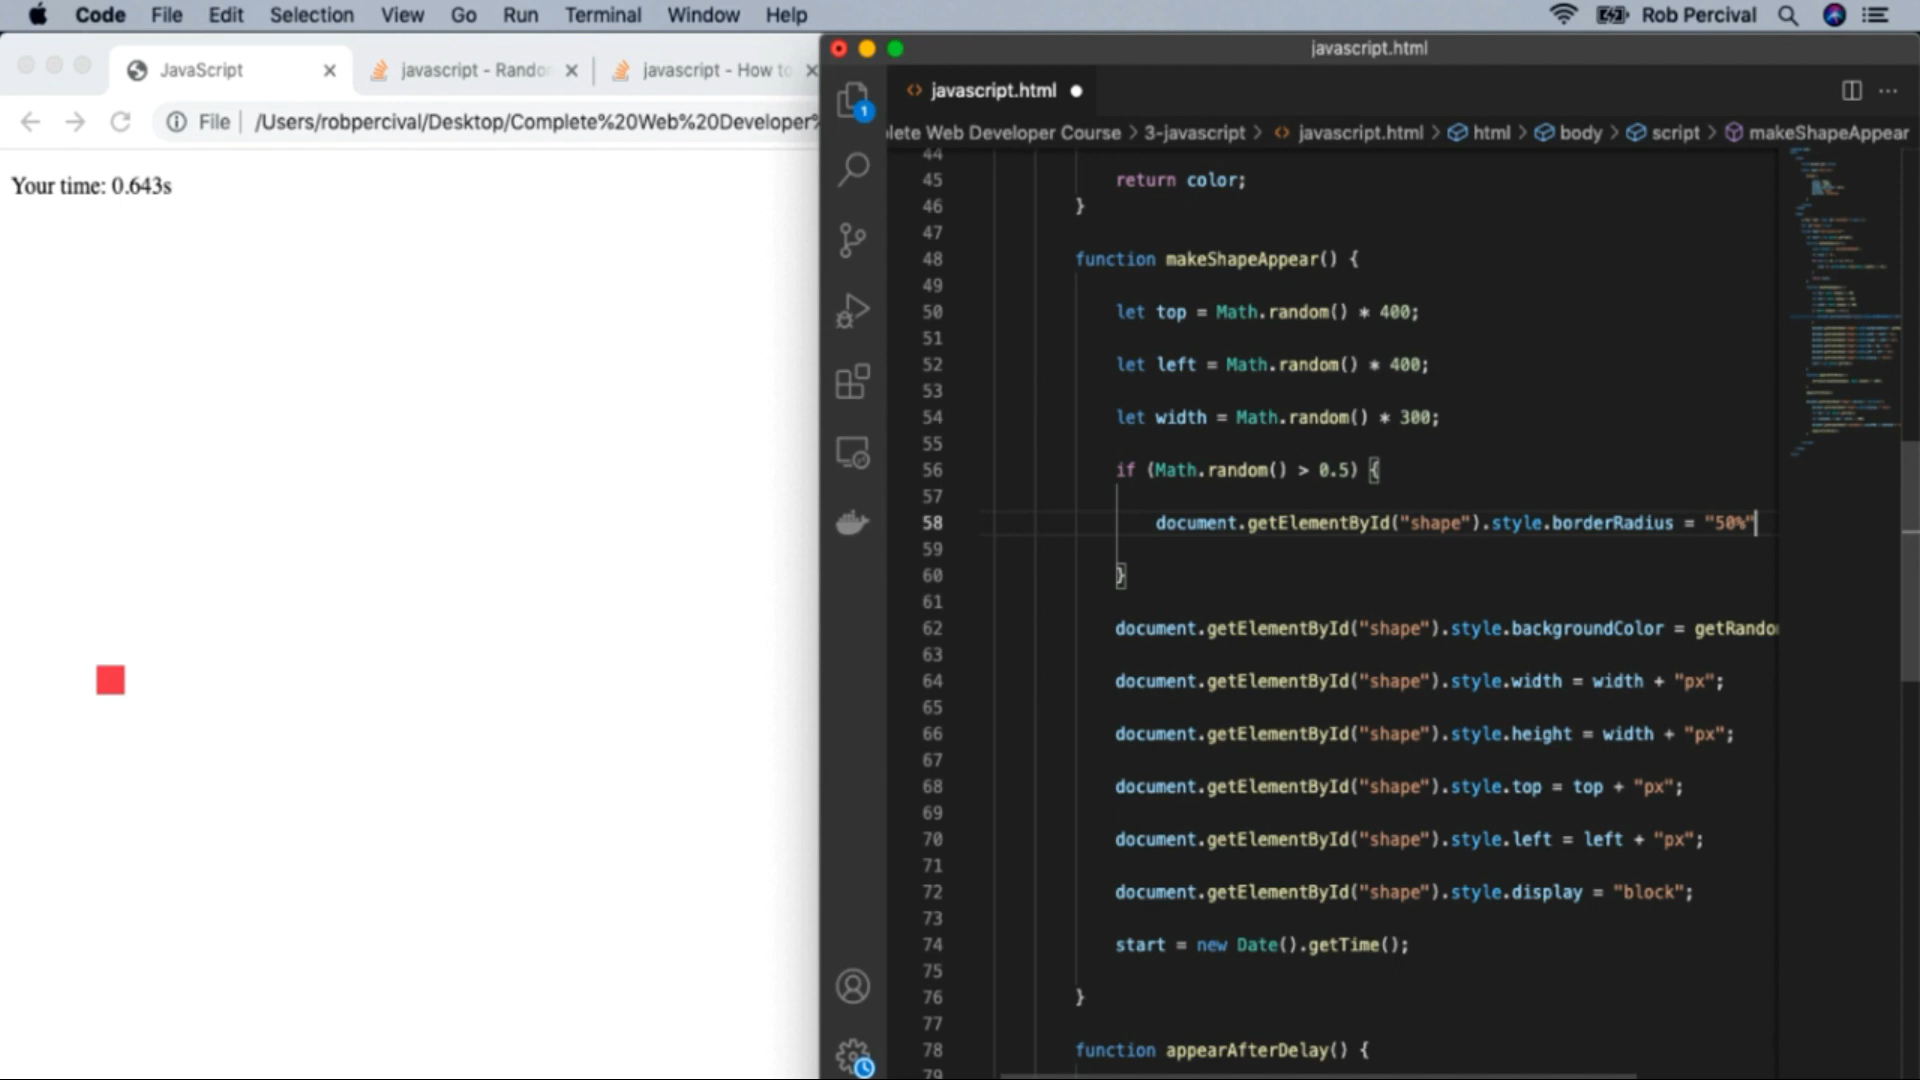 Code File Edit Selection View Go Run Terminal Window Help Rob Percival
JavaScript javascript - Rando javascript - How to
File /Users/robpercival/Desktop/Complete%20Web%20Developer%
Your time: 0.643s
javascript.html
javascript.html
lete Web Developer Course > 3-javascript > javascript.html > html > body > script > makeShapeAppear
1
44
45 return color;
46 }
47
48 function makeShapeAppear() {
49
50 let top = Math.random() * 400;
51
52 let left = Math.random() * 400;
53
54 let width = Math.random() * 300;
55
56 if (Math.random() > 0.5) {
57
58 document.getElementById("shape").style.borderRadius = "50%"
59
60 }
61
62 document.getElementById("shape").style.backgroundColor = getRando
63
64 document.getElementById("shape").style.width = width + "px";
65
66 document.getElementById("shape").style.height = width + "px";
67
68 document.getElementById("shape").style.top = top + "px";
69
70 document.getElementById("shape").style.left = left + "px";
71
72 document.getElementById("shape").style.display = "block";
73
74 start = new Date().getTime();
75
76 }
77
78 function appearAfterDelay() {
79